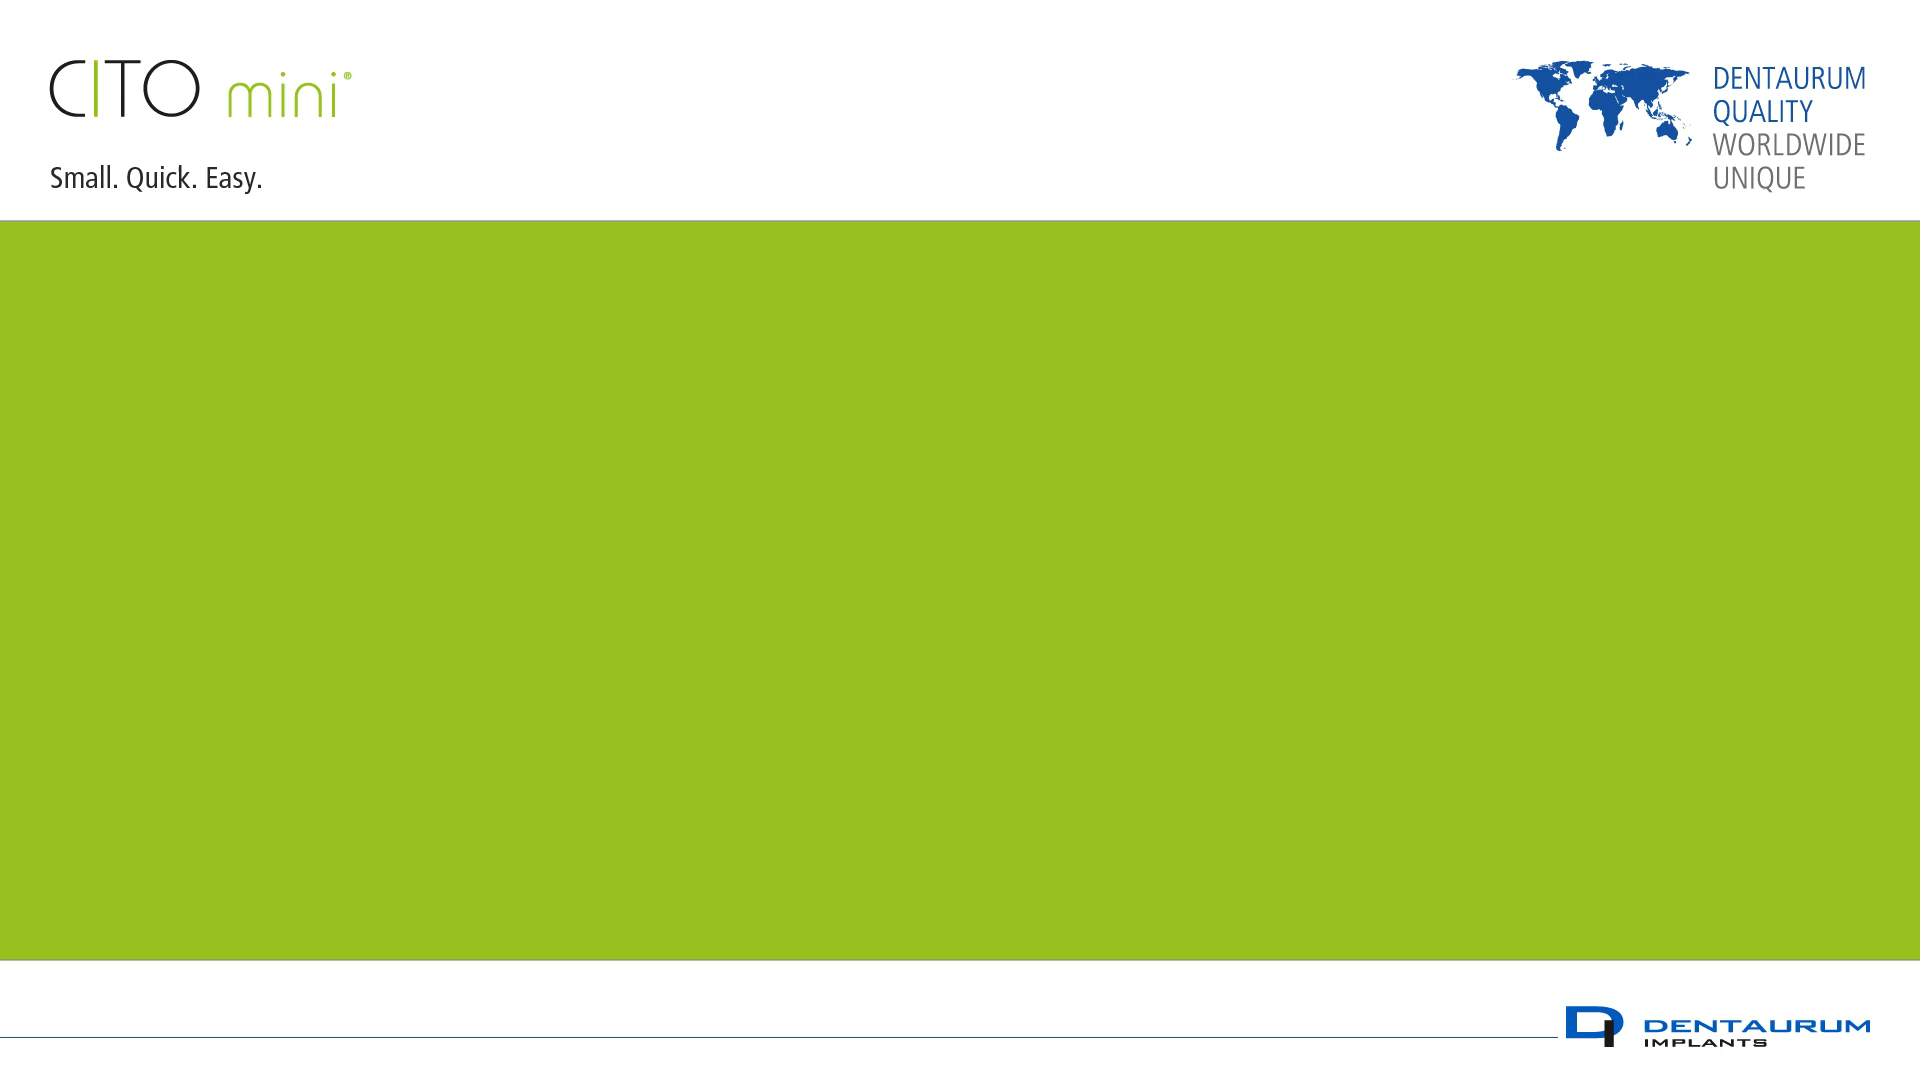 CITO mini®
Small. Quick. Easy.
DENTAURUM
QUALITY
WORLDWIDE
UNIQUE
DENTAURUM
IMPLANTS